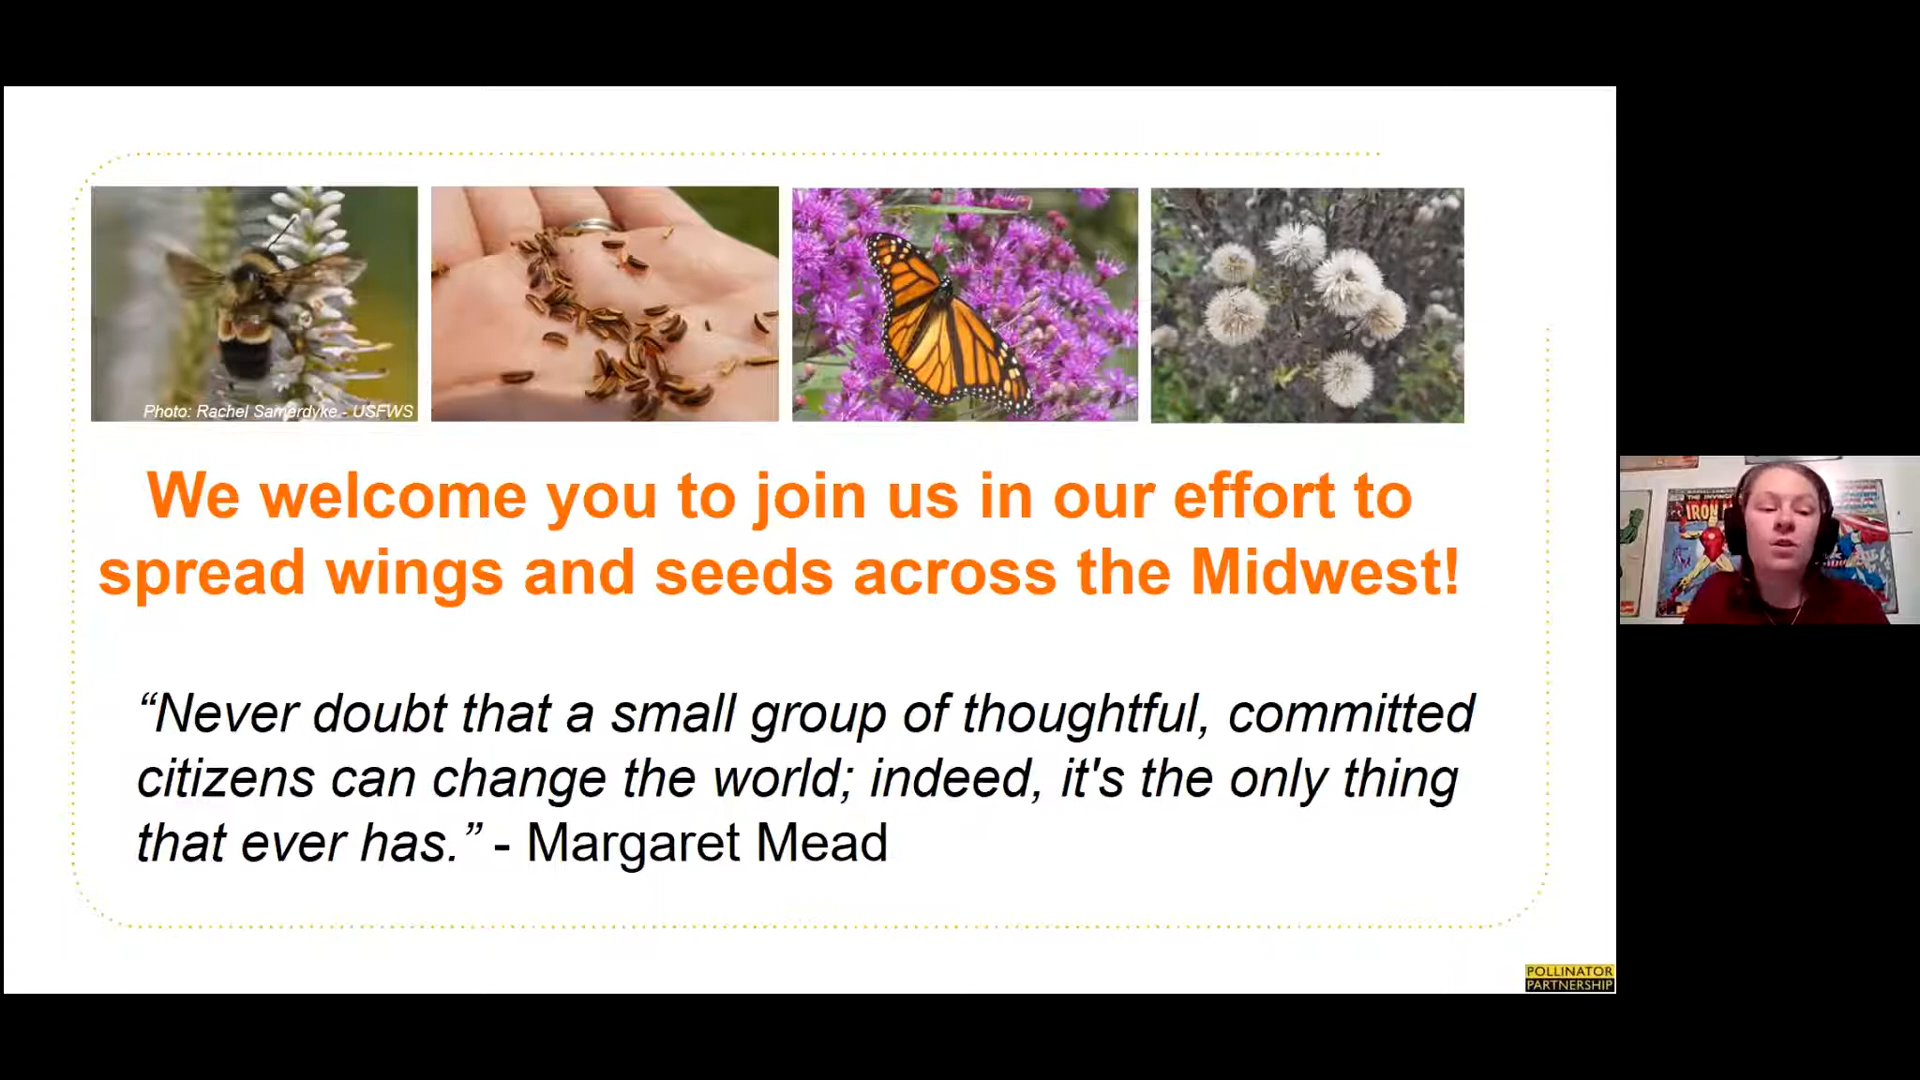 Photo: Rachel Samerdyke - USFWS
We welcome you to join us in our effort to
spread wings and seeds across the Midwest!
“Never doubt that a small group of thoughtful, committed
citizens can change the world; indeed, it's the only thing
that ever has.” - Margaret Mead
POLLINATOR
PARTNERSHIP
IRON